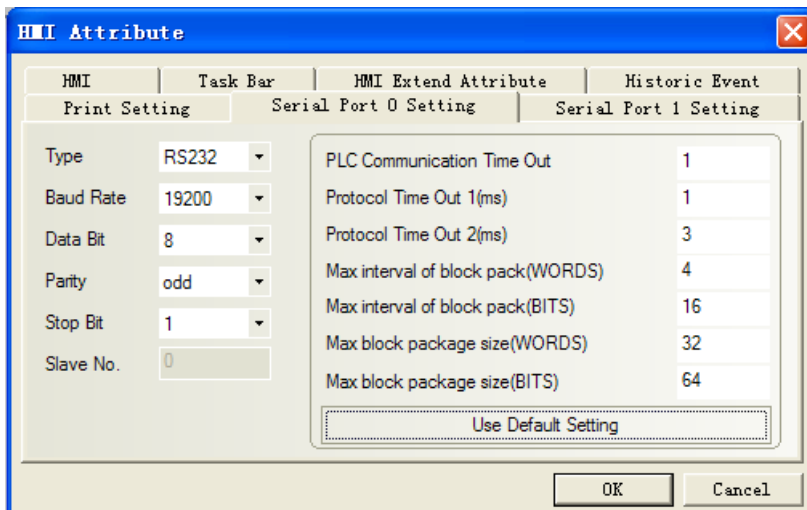 HMI Attribute
HMI Task Bar HMI Extend Attribute Historic Event
Print Setting Serial Port 0 Setting Serial Port 1 Setting
Type RS232
Baud Rate 19200
Data Bit 8
Parity odd
Stop Bit 1
Slave No. 0
PLC Communication Time Out 1
Protocol Time Out 1(ms) 1
Protocol Time Out 2(ms) 3
Max interval of block pack(WORDS) 4
Max interval of block pack(BITS) 16
Max block package size(WORDS) 32
Max block package size(BITS) 64
Use Default Setting
OK Cancel